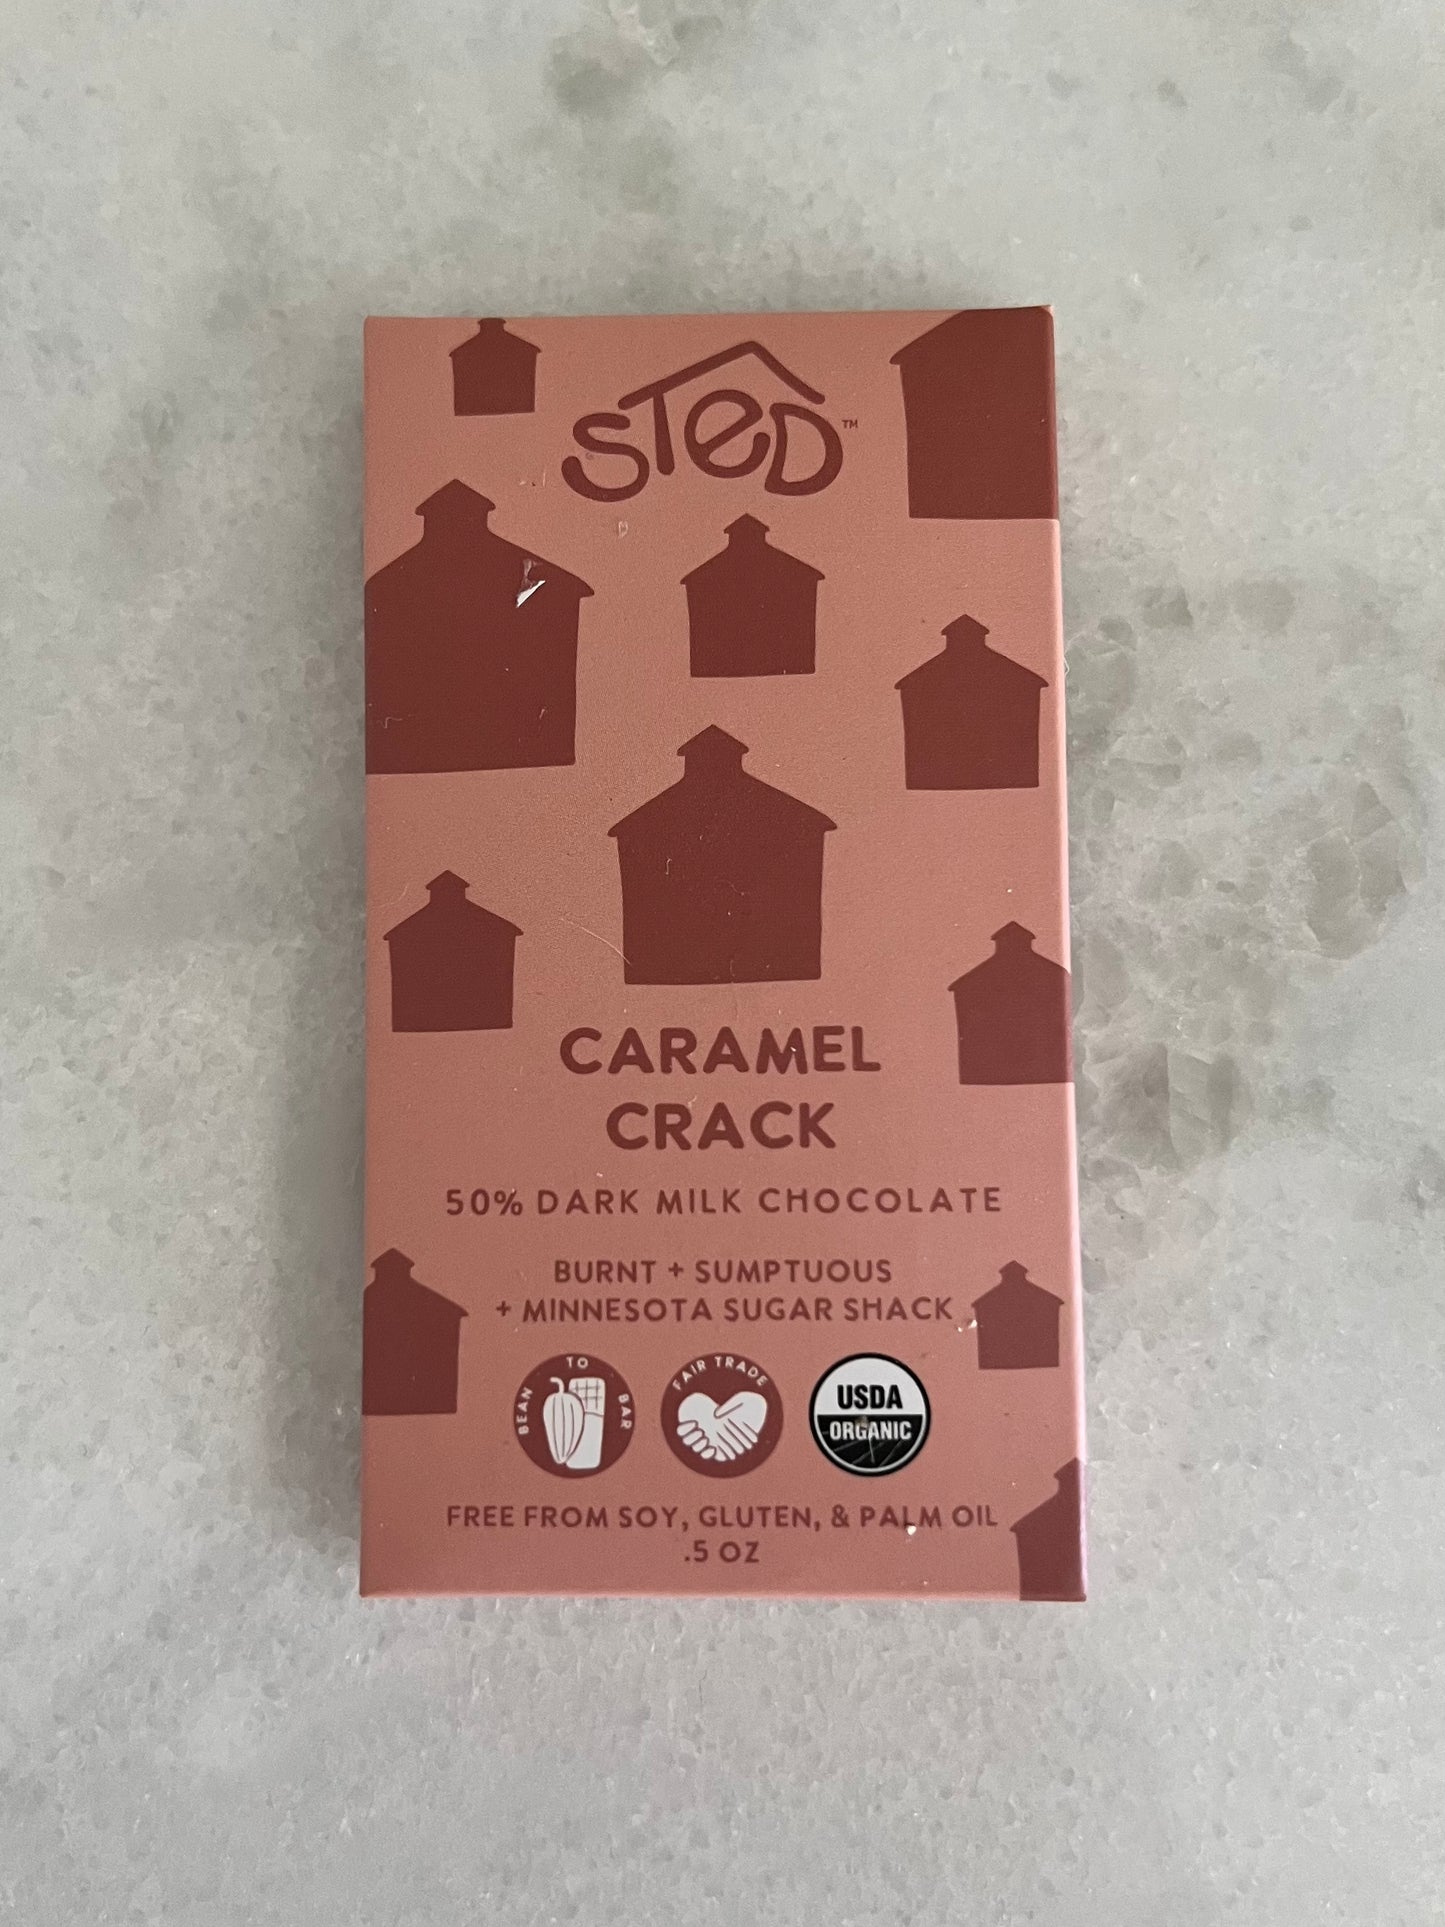 STeD™
CARAMEL
CRACK
50% DARK MILK CHOCOLATE
BURNT + SUMPTUOUS
+ MINNESOTA SUGAR SHACK
BEAN TO BAR
FAIR TRADE
USDA
ORGANIC
FREE FROM SOY, GLUTEN, & PALM OIL
.5 OZ